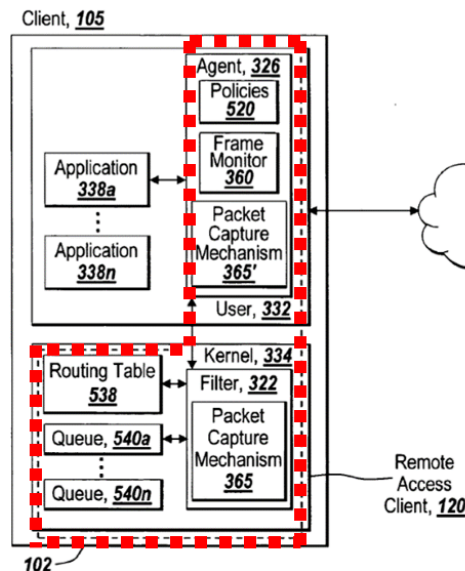 Client, 105
Agent, 326
Policies
520
Frame
Monitor
360
Application
338a
Packet
Capture
Mechanism
365'
Application
338n
User, 332
Kernel, 334
Routing Table
538
Filter, 322
Packet
Capture
Mechanism
365
Queue, 540a
Queue, 540n
Remote
Access
Client, 120
102